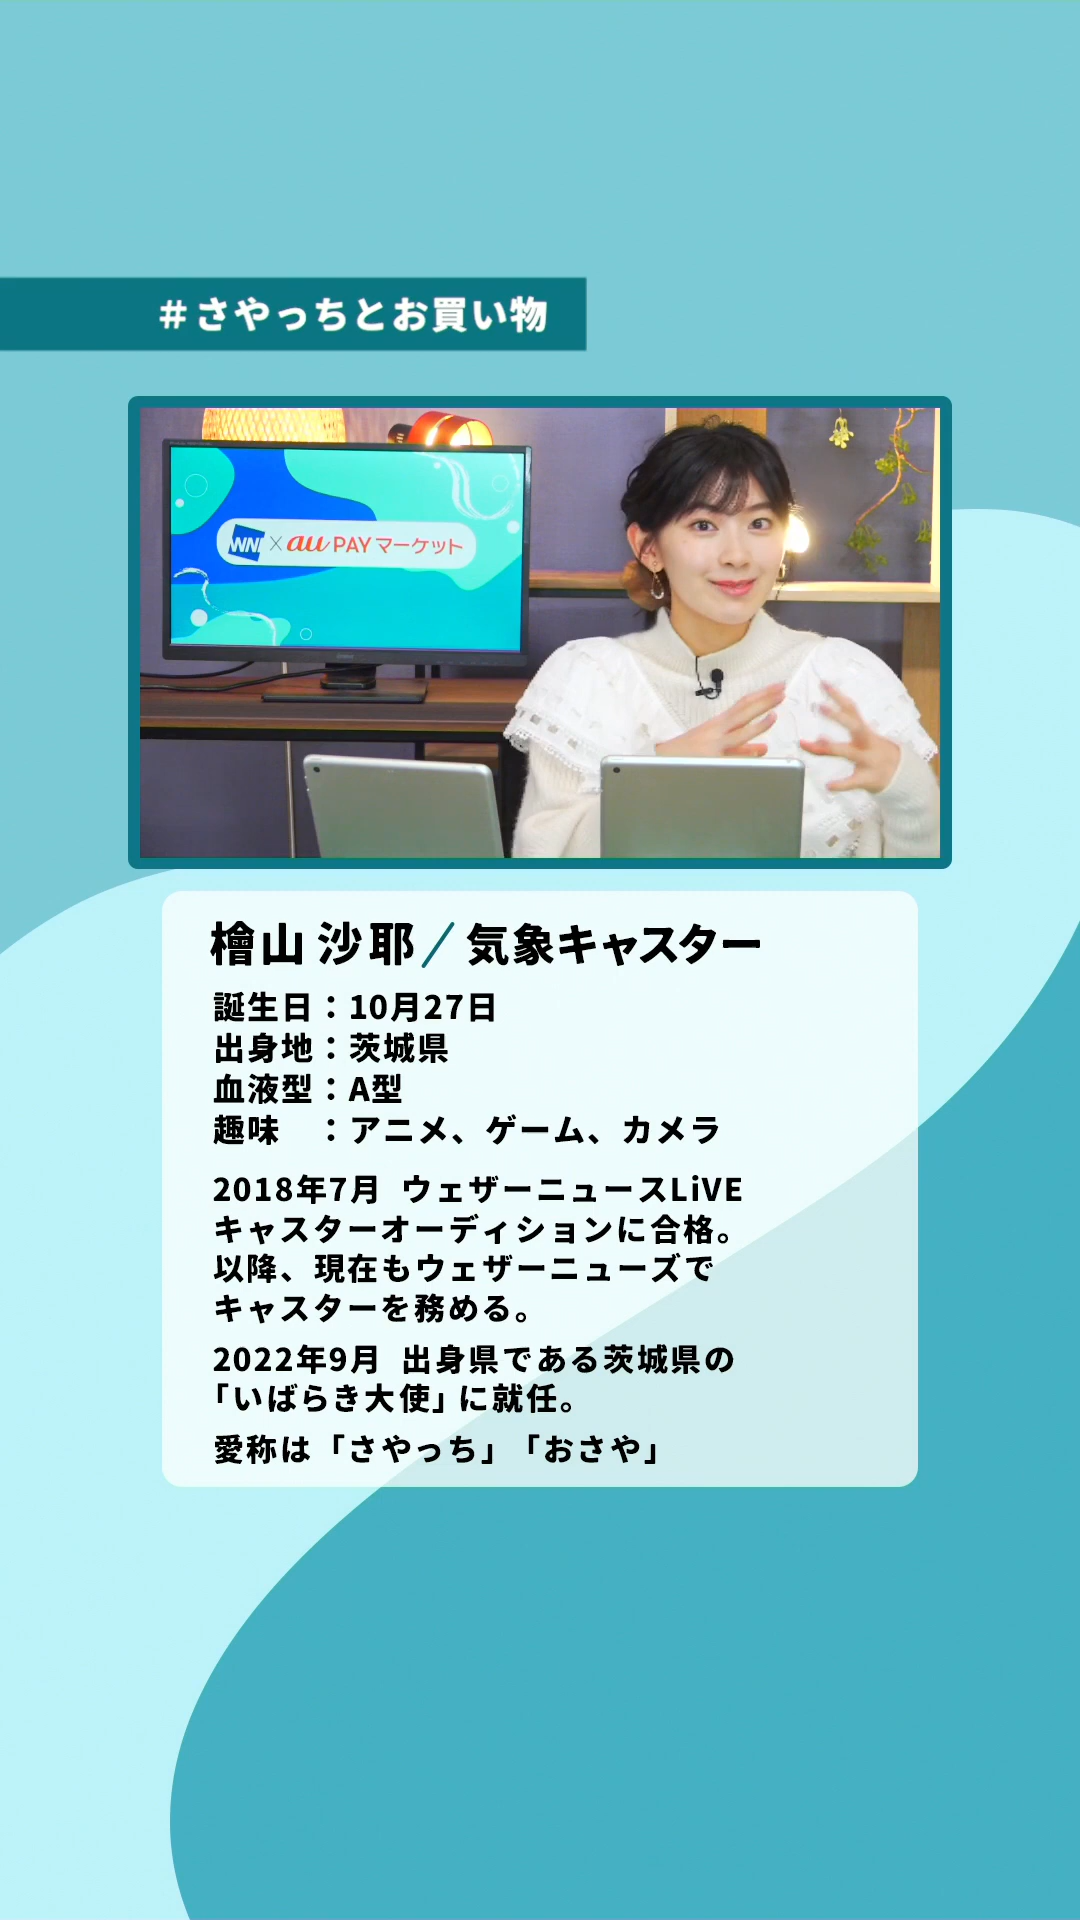 #さやっちとお買い物
WNI×au PAY マーケット
檜山 沙耶／気象キャスター
誕生日：10月27日
出身地：茨城県
血液型：A型
趣味　：アニメ、ゲーム、カメラ
2018年7月 ウェザーニュースLiVE
キャスターオーディションに合格。
以降、現在もウェザーニューズで
キャスターを務める。
2022年9月 出身県である茨城県の
「いばらき大使」に就任。
愛称は「さやっち」「おさや」